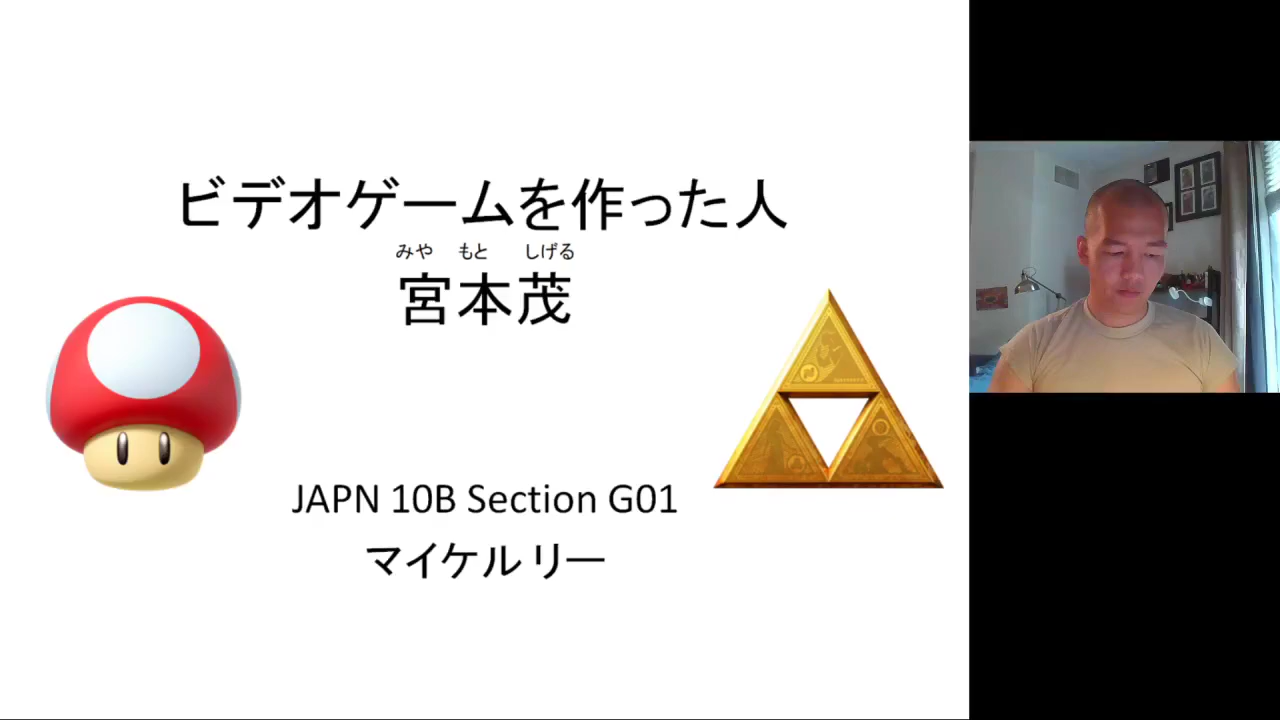 ビデオゲームを作った人
みや もと しげる
宮本茂
JAPN 10B Section G01
マイケル リー